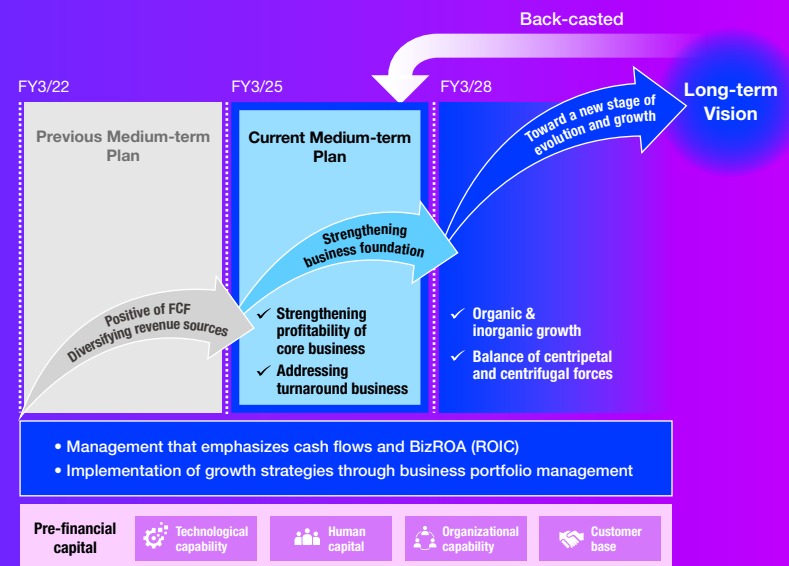 Back-casted
FY3/22
FY3/25
FY3/28
Long-term
Vision
Previous Medium-term
Plan
Current Medium-term
Plan
Toward a new stage of
evolution and growth
Strengthening
business foundation
Positive of FCF
Diversifying revenue sources
✓ Strengthening
profitability of
core business
✓ Addressing
turnaround business
✓ Organic &
inorganic growth
✓ Balance of centripetal
and centrifugal forces
• Management that emphasizes cash flows and BizROA (ROIC)
• Implementation of growth strategies through business portfolio management
Pre-financial
capital
Technological
capability
Human
capital
Organizational
capability
Customer
base